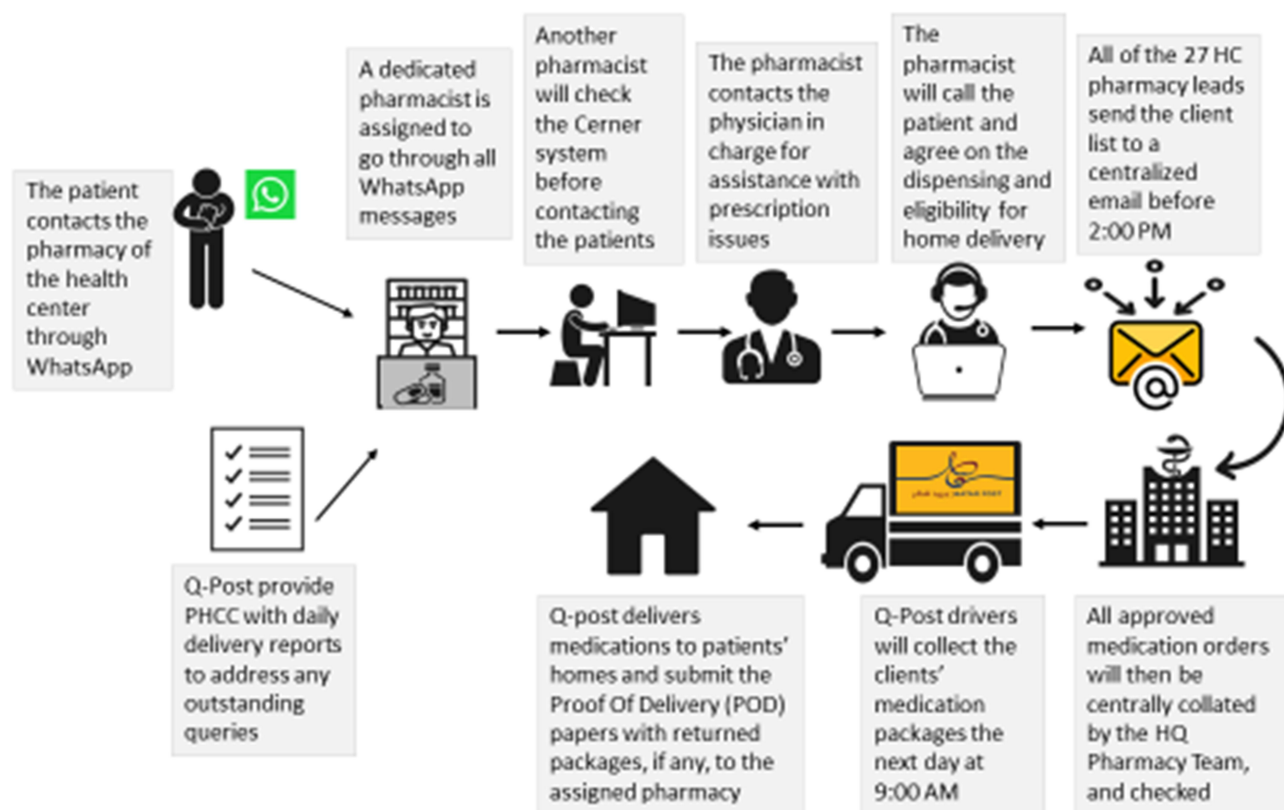 The patient
contacts the
pharmacy of
the health
center
through
WhatsApp
A dedicated
pharmacist is
assigned to
go through all
WhatsApp
messages
Another
pharmacist
will check
the Cerner
system
before
contacting
the patients
The pharmacist
contacts the
physician in
charge for
assistance with
prescription
issues
The
pharmacist
will call the
patient and
agree on the
dispensing and
eligibility for
home delivery
All of the 27 HC
pharmacy leads
send the client
list to a
centralized
email before
2:00 PM
@
All approved
medication orders
will then be
centrally collated
by the HQ
Pharmacy Team,
and checked
Q-Post drivers
will collect the
clients'
medication
packages the
next day at
9:00 AM
Q-post delivers
medications to patients'
homes and submit the
Proof Of Delivery (POD)
papers with returned
packages, if any, to the
assigned pharmacy
Q-Post provide
PHCC with daily
delivery reports
to address any
outstanding
queries